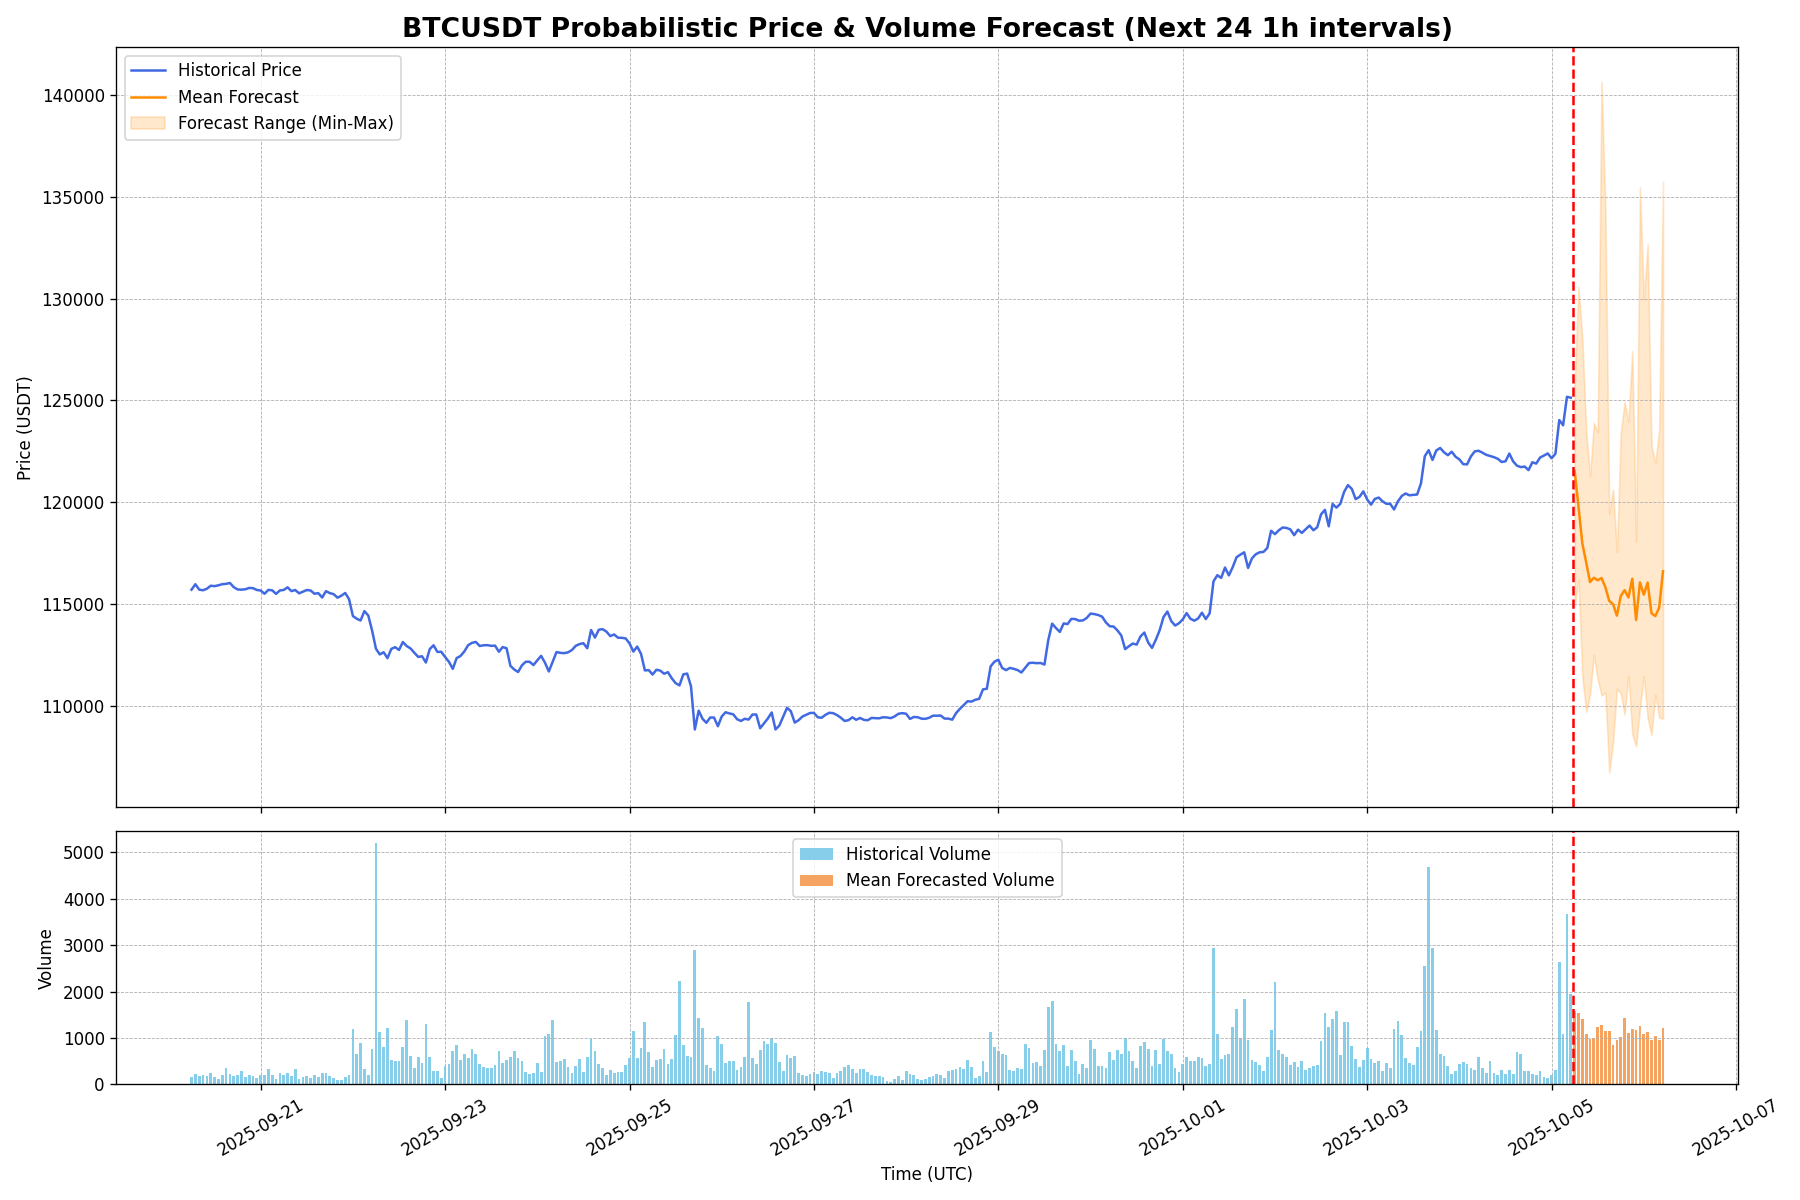 BTCUSDT Probabilistic Price & Volume Forecast (Next 24 1h intervals)
Historical Price
Mean Forecast
Forecast Range (Min-Max)
140000
135000
130000
125000
120000
115000
110000
Price (USDT)
Historical Volume
Mean Forecasted Volume
5000
4000
3000
2000
1000
0
Volume
2025-09-21
2025-09-23
2025-09-25
2025-09-27
2025-09-29
2025-10-01
2025-10-03
2025-10-05
2025-10-07
Time (UTC)